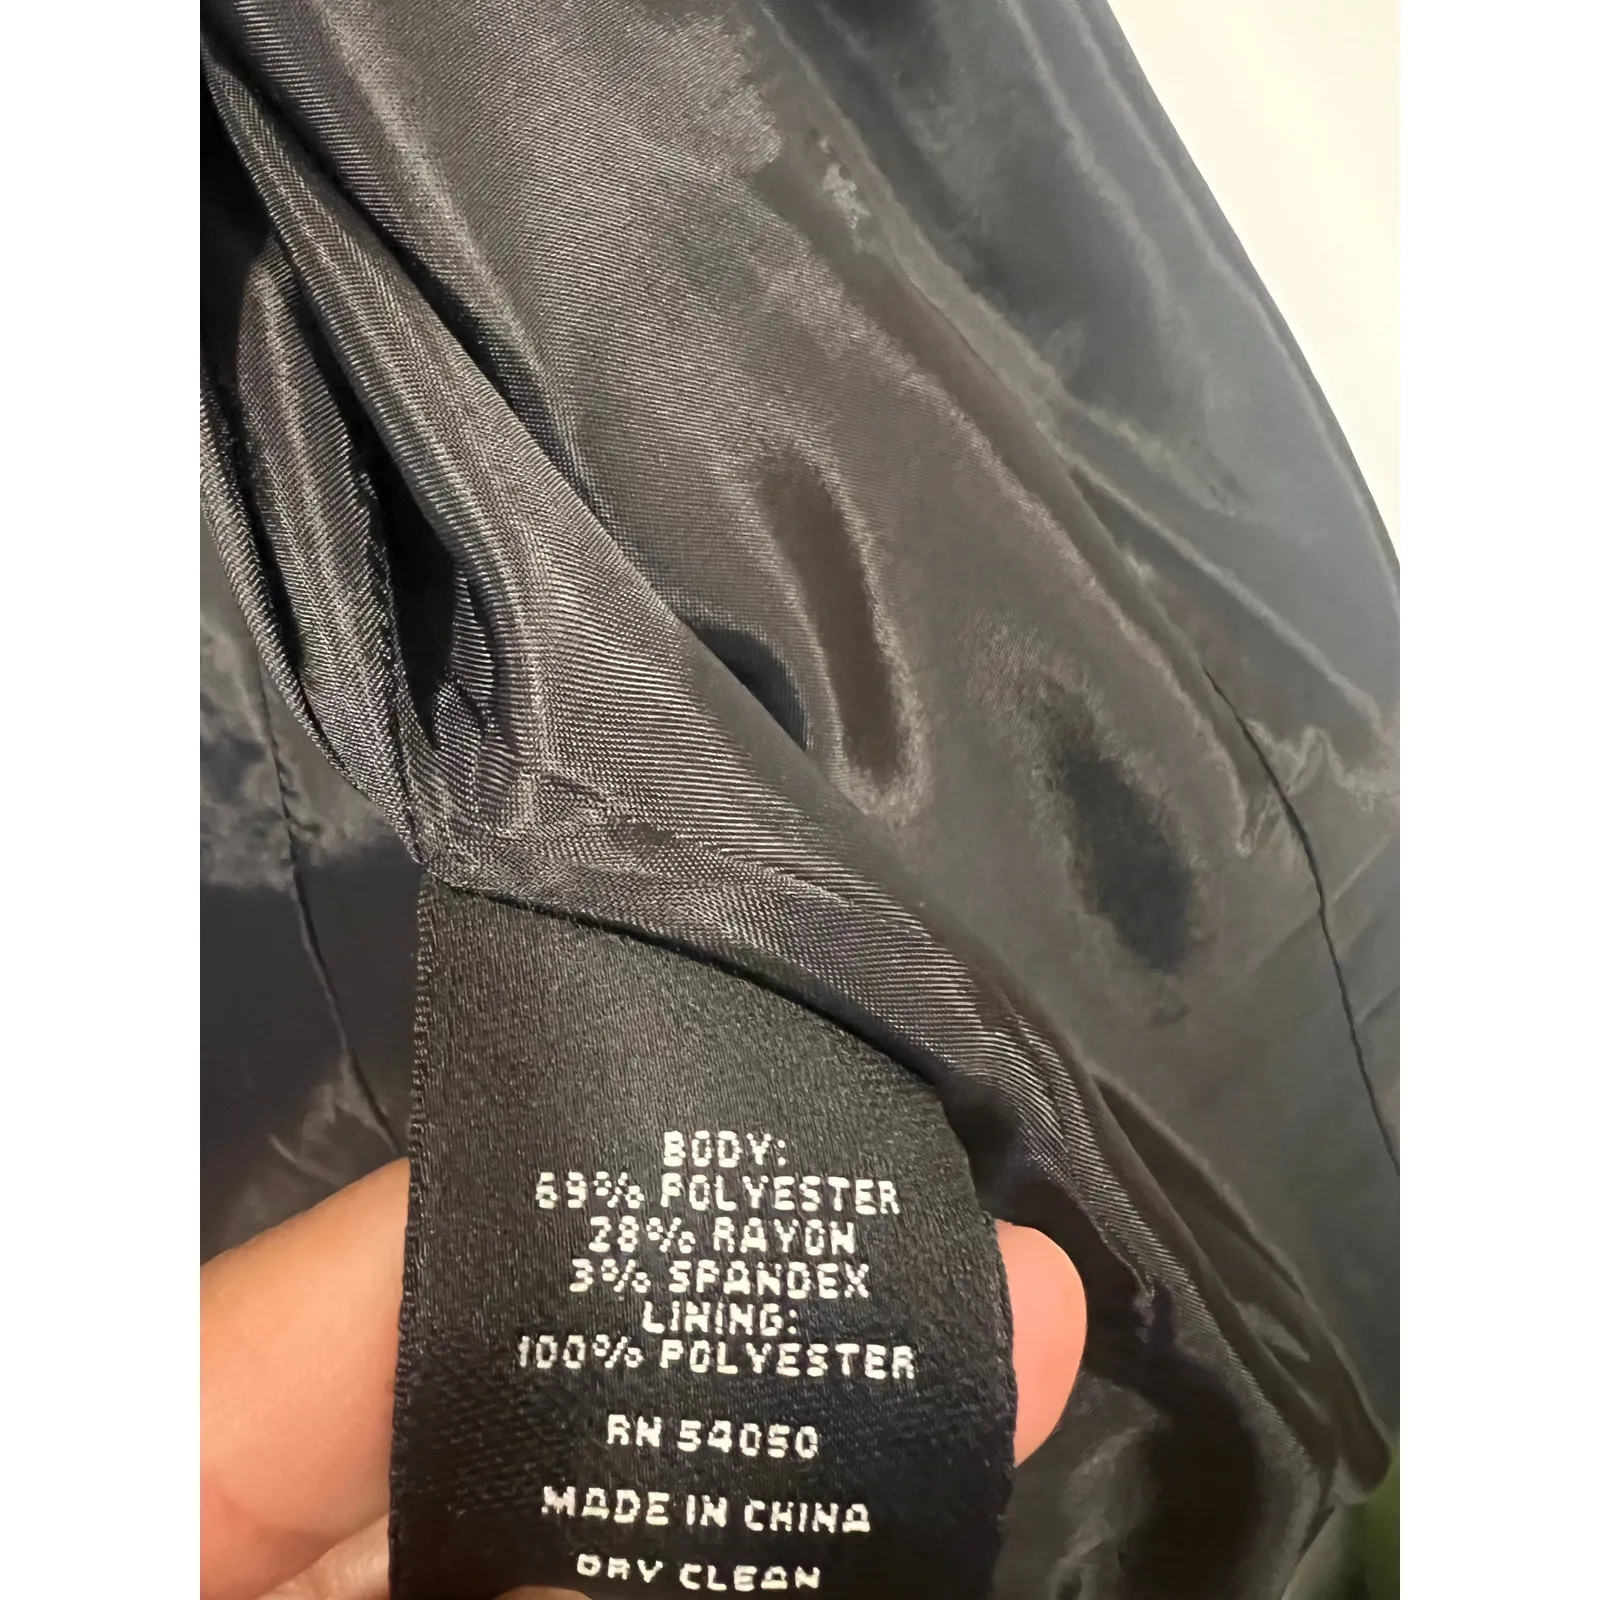 BODY:
69% POLYESTER
28% RAYON
3% SPANDEX
LINING:
100% POLYESTER
RN 54050
MADE IN CHINA
DRY CLEAN